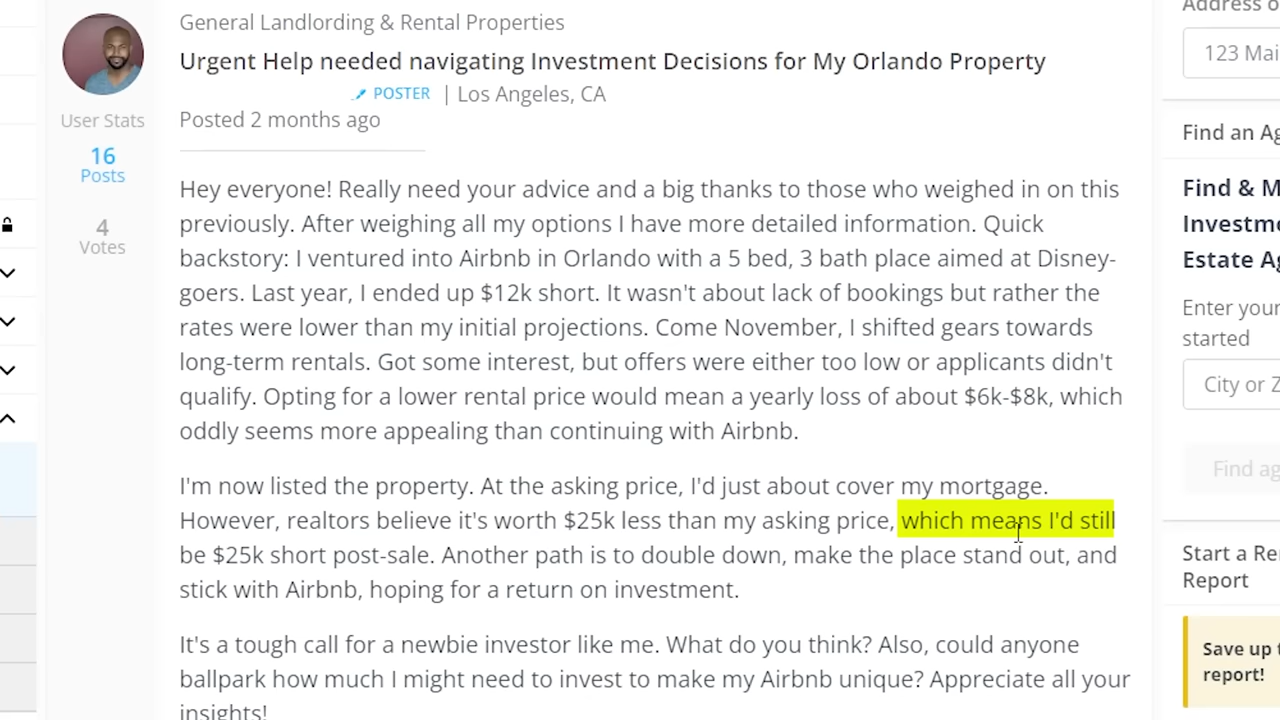 General Landlording & Rental Properties
Urgent Help needed navigating Investment Decisions for My Orlando Property
POSTER | Los Angeles, CA
Posted 2 months ago
User Stats
16
Posts
4
Votes
Hey everyone! Really need your advice and a big thanks to those who weighed in on this
previously. After weighing all my options I have more detailed information. Quick
backstory: I ventured into Airbnb in Orlando with a 5 bed, 3 bath place aimed at Disney-
goers. Last year, I ended up $12k short. It wasn't about lack of bookings but rather the
rates were lower than my initial projections. Come November, I shifted gears towards
long-term rentals. Got some interest, but offers were either too low or applicants didn't
qualify. Opting for a lower rental price would mean a yearly loss of about $6k-$8k, which
oddly seems more appealing than continuing with Airbnb.
I'm now listed the property. At the asking price, I'd just about cover my mortgage.
However, realtors believe it's worth $25k less than my asking price, which means I'd still
be $25k short post-sale. Another path is to double down, make the place stand out, and
stick with Airbnb, hoping for a return on investment.
It's a tough call for a newbie investor like me. What do you think? Also, could anyone
ballpark how much I might need to invest to make my Airbnb unique? Appreciate all your
insights!
Address o
123 Mai
Find an Ag
Find & M
Investme
Estate Ag
Enter your
started
City or Z
Find ag
Start a Re
Report
Save up t
report!